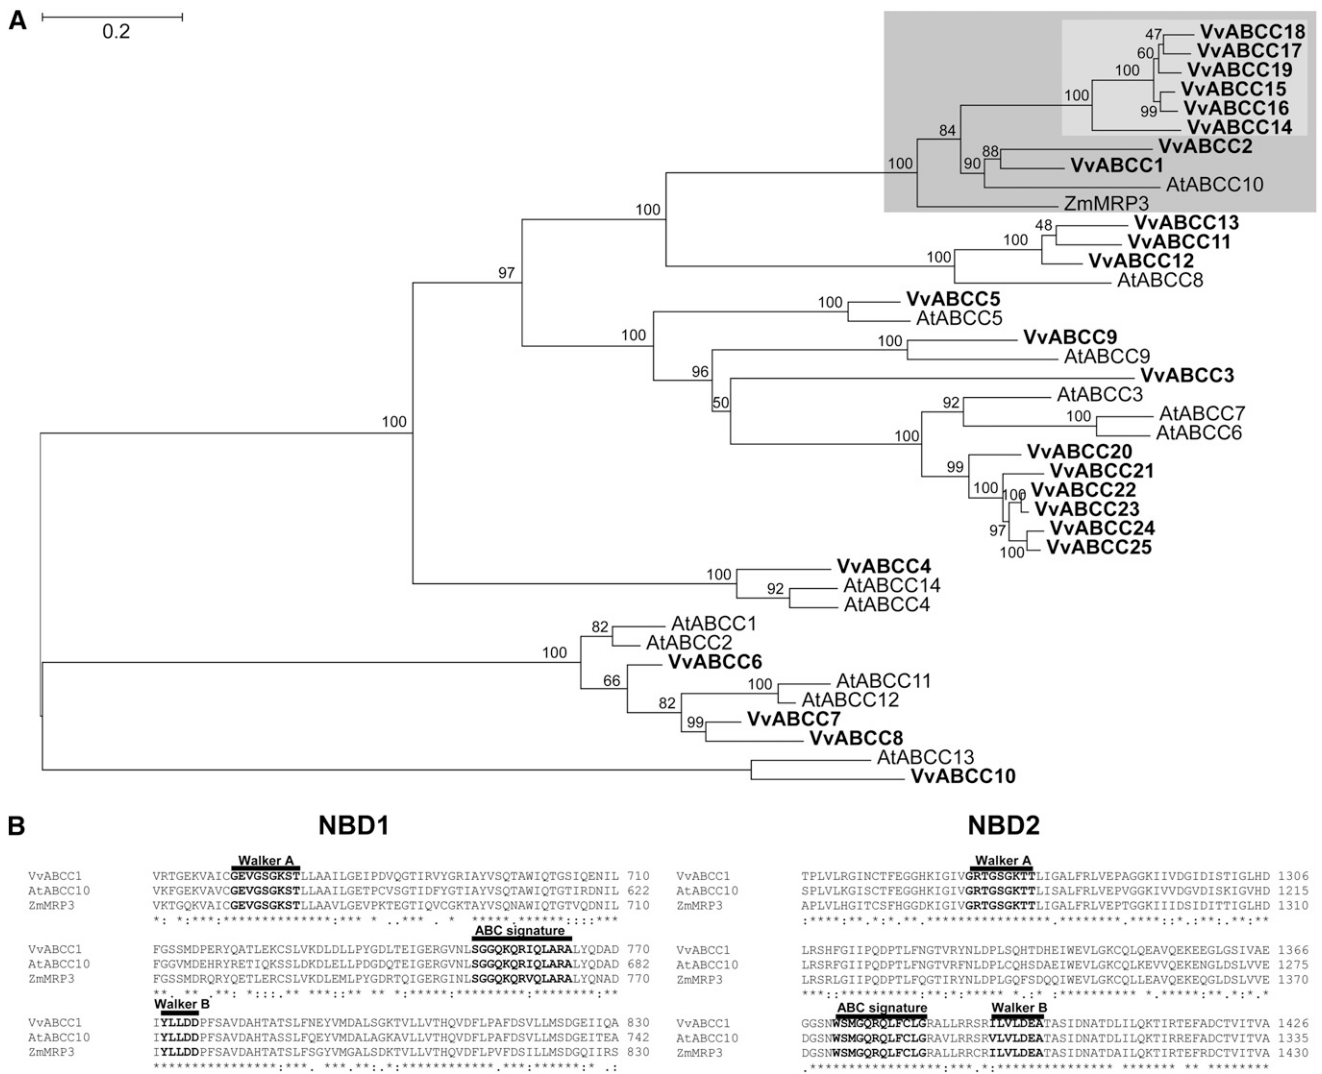 A
0.2
47 VvABCC18
VvABCC17
60
100 VvABCC19
VvABCC15
100
99 VvABCC16
VvABCC14
84
88 VvABCC2
100 90 VvABCC1
AtABCC10
ZmMRP3
100
48 VvABCC13
100 VvABCC11
100 VvABCC12
AtABCC8
97
100 VvABCC5
AtABCC5
100
100 VvABCC9
AtABCC9
96 VvABCC3
50 92 AtABCC3
100 AtABCC7
AtABCC6
100
100
VvABCC20
99 VvABCC21
100 100 VvABCC22
VvABCC23
97 VvABCC24
100 VvABCC25
100 VvABCC4
92 AtABCC14
AtABCC4
82 AtABCC1
AtABCC2
100
VvABCC6
66 100 AtABCC11
82 AtABCC12
99 VvABCC7
VvABCC8
AtABCC13
VvABCC10
B
NBD1
Walker A
VvABCC1 VRTGEKVAICGEVGSGKSTLLAAILGEIPDVQGTIRVYGRIAYVSQTAWIQTGSIQENIL 710
AtABCC10 VKFGEKVAVCGEVGSGKSTLLAAILGETPCVSGTIDFYGTIAYVSQTAWIQTGTIRDNIL 622
ZmMRP3 VKTGQKVAICGEVGSGKSTLLAAVLGEVPKTEGTIQVCGKTAYVSQNAWIQTGTVQDNIL 710
ABC signature
VvABCC1 FGSSMDPERYQATLEKCSLVKDLDLLPYGDLTEIGERGVNLSGGQKQRIQLARALYQDAD 770
AtABCC10 FGGVMDEHRYRETIQKSSLDKDLELLPDGDQTEIGERGVNLSGGQKQRIQLARALYQDAD 682
ZmMRP3 FGSSMDRQRYQETLERCSLVKDLEMLPYGDRTQIGERGINLSGGQKQRVQLARALYQNAD 770
Walker B
VvABCC1 IYLLDDPFSAVDAHTATSLFNEYVMDALSGKTVLLVTHQVDFLPAFDSVLLMSDGEIIQA 830
AtABCC10 IYLLDDPFSAVDAHTASSLFQEYVMDALAGKAVLLVTHQVDFLPAFDSVLLMSDGEITEA 742
ZmMRP3 IYLLDDPFSAVDAHTATSLFSGYVMGALSDKTVLLVTHQVDFLPVFDSILLMSDGQIIRS 830
NBD2
Walker A
VvABCC1 TPLVLRGINCTFEGGHKIGIVGRTGSGKTTLIGALFRLVEPAGGKIIVDGIDISTIGLHD 1306
AtABCC10 SPLVLKGISCTFEGGHKIGIVGRTGSGKTTLISALFRLVEPVGGKIVVDGVDISKIGVHD 1215
ZmMRP3 APLVLHGITCSFHGGDKIGIVGRTGSGKTTLIGALFRLVEPTGGKIIIDSIDITTIGLHD 1310
VvABCC1 LRSHFGIIPQDPTLFNGTVRYNLDPLSQHTDHEIWEVLGKCQLQEAVQEKEEGLGSIVAE 1366
AtABCC10 LRSRFGIIPQDPTLFNGTVRFNLDPLCQHSDAEIWEVLGKCQLKEVVQEKENGLDSLVVE 1275
ZmMRP3 LRSRLGIIPQDPTLFQGTIRYNLDPLGQFSDQQIWEVLGKCQLLEAVQEKEQGLDSLVVE 1370
ABC signature Walker B
VvABCC1 GGSNWSMGQRQLFCLGRALLRRSRILVLDEATASIDNATDLILQKTIRTEFADCTVITVA 1426
AtABCC10 DGSNWSMGQRQLFCLGRAVLRRSRVLVLDEATASIDNATDLILQKTIRREFADCTVITVA 1335
ZmMRP3 DGSNWSMGQRQLFCLGRALLRRCRILVLDEATASIDNATDAILQKTIRTEFKDCTVITVA 1430